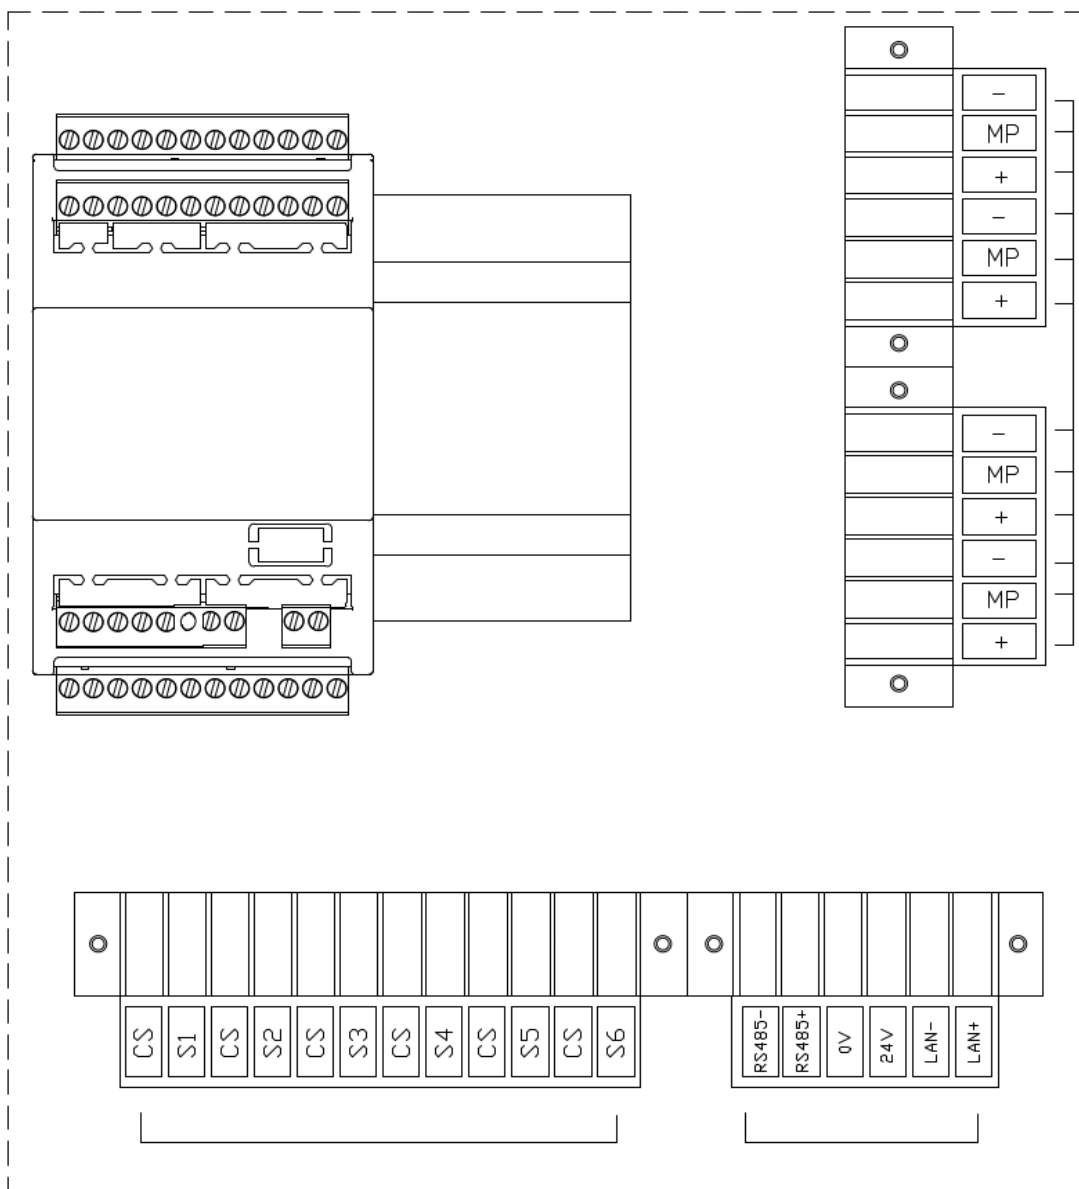 -
MP
+
-
MP
+
-
MP
+
-
MP
+
CS
S1
CS
S2
CS
S3
CS
S4
CS
S5
CS
S6
RS485-
RS485+
0V
24V
LAN-
LAN+